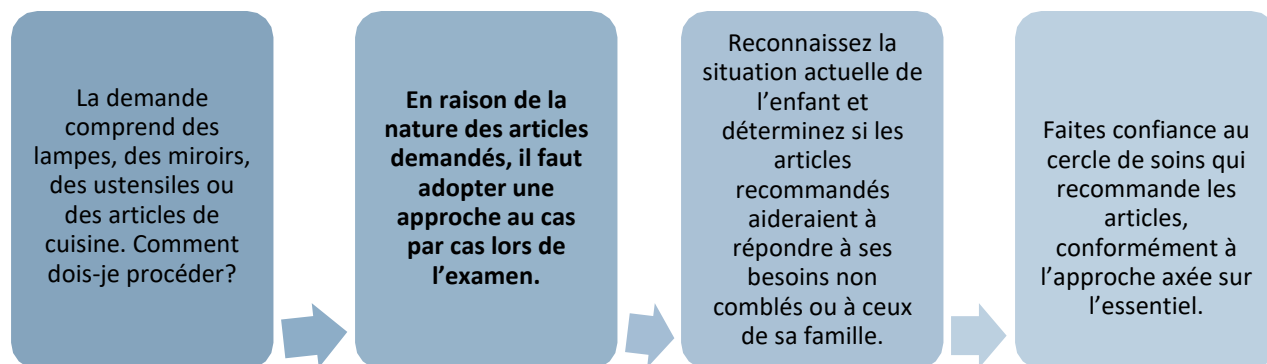 La demande
comprend des
lampes, des miroirs,
des ustensiles ou
des articles de
cuisine. Comment
dois-je procéder?
En raison de la
nature des articles
demandés, il faut
adopter une
approche au cas
par cas lors de
l’examen.
Reconnaissez la
situation actuelle de
l’enfant et
déterminez si les
articles
recommandés
aideraient à
répondre à ses
besoins non
comblés ou à ceux
de sa famille.
Faites confiance au
cercle de soins qui
recommande les
articles,
conformément à
l’approche axée sur
l’essentiel.